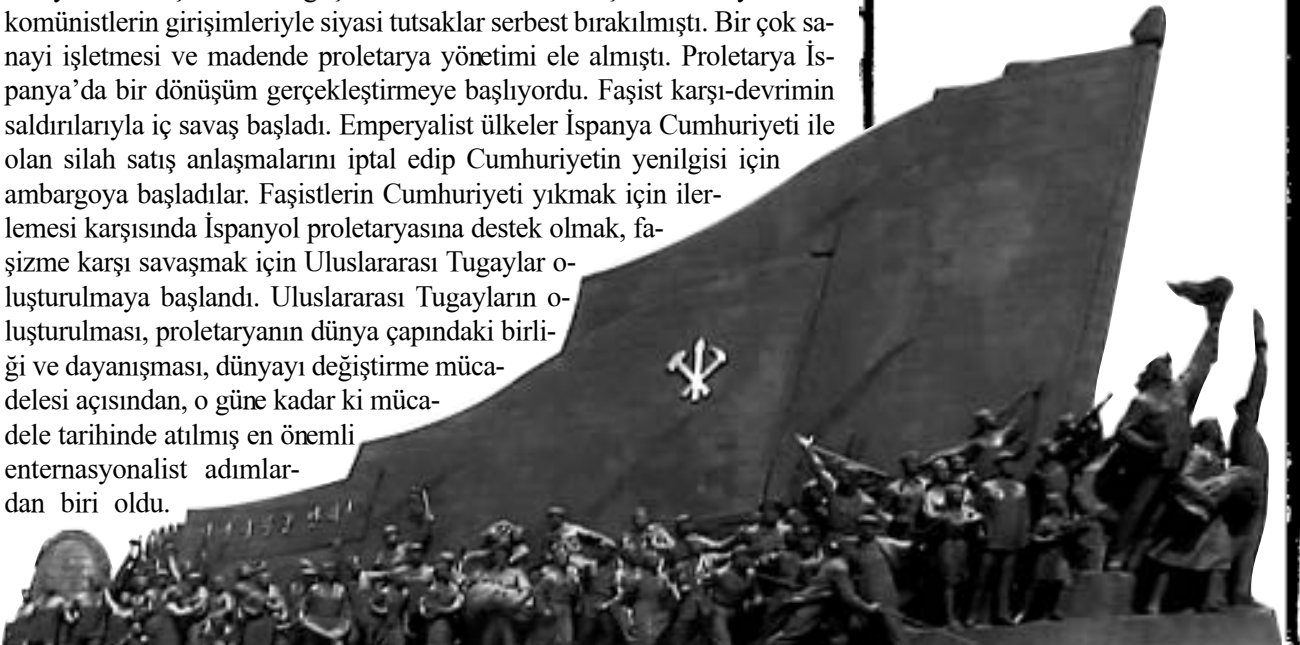 komünistlerin girişimleriyle siyasi tutsaklar serbest bırakılmıştı. Bir çok sa-
nayi işletmesi ve madende proletarya yönetimi ele almıştı. Proletarya İs-
panya’da bir dönüşüm gerçekleştirmeye başlıyordu. Faşist karşı-devrimin
saldırılarıyla iç savaş başladı. Emperyalist ülkeler İspanya Cumhuriyeti ile
olan silah satış anlaşmalarını iptal edip Cumhuriyetin yenilgisi için
ambargoya başladılar. Faşistlerin Cumhuriyeti yıkmak için iler-
lemesi karşısında İspanyol proletaryasına destek olmak, fa-
şizme karşı savaşmak için Uluslararası Tugaylar o-
luşturulmaya başlandı. Uluslararası Tugayların o-
luşturulması, proletaryanın dünya çapındaki birli-
ği ve dayanışması, dünyayı değiştirme müca-
delesi açısından, o güne kadar ki müca-
dele tarihinde atılmış en önemli
enternasyonalist adımlar-
dan biri oldu.